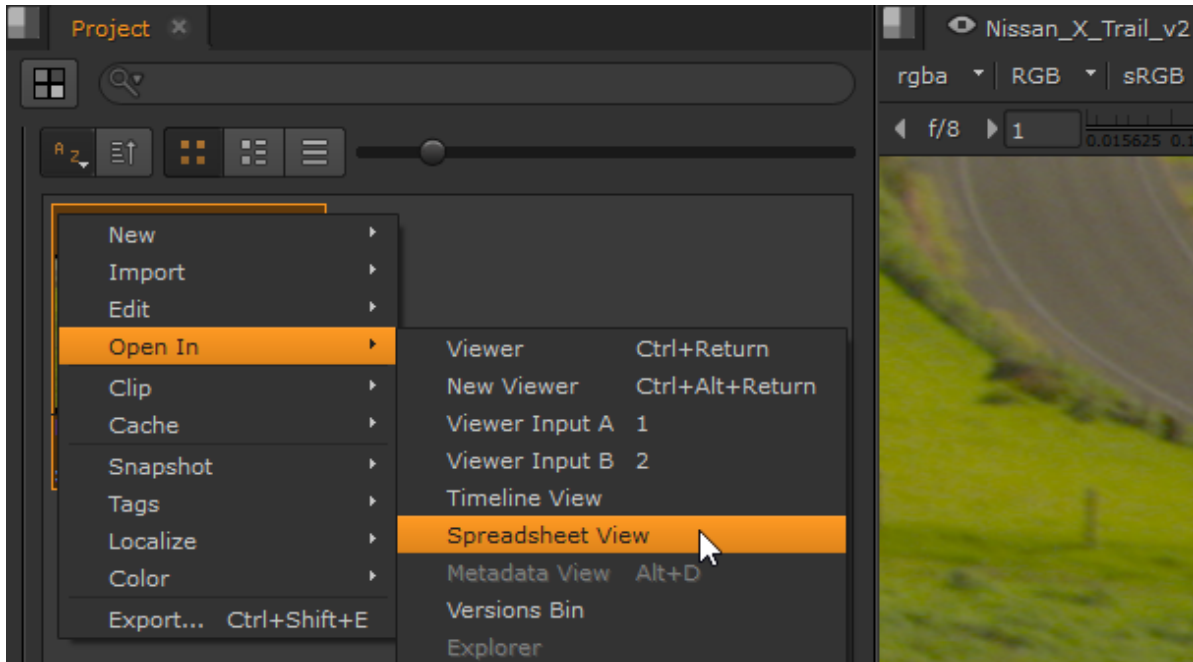 Project
Nissan_X_Trail_v2
rgba RGB sRGB
f/8 1
0.015625
A Z
New
Import
Edit
Open In
Clip
Cache
Snapshot
Tags
Localize
Color
Export... Ctrl+Shift+E
Viewer Ctrl+Return
New Viewer Ctrl+Alt+Return
Viewer Input A 1
Viewer Input B 2
Timeline View
Spreadsheet View
Metadata View Alt+D
Versions Bin
Explorer